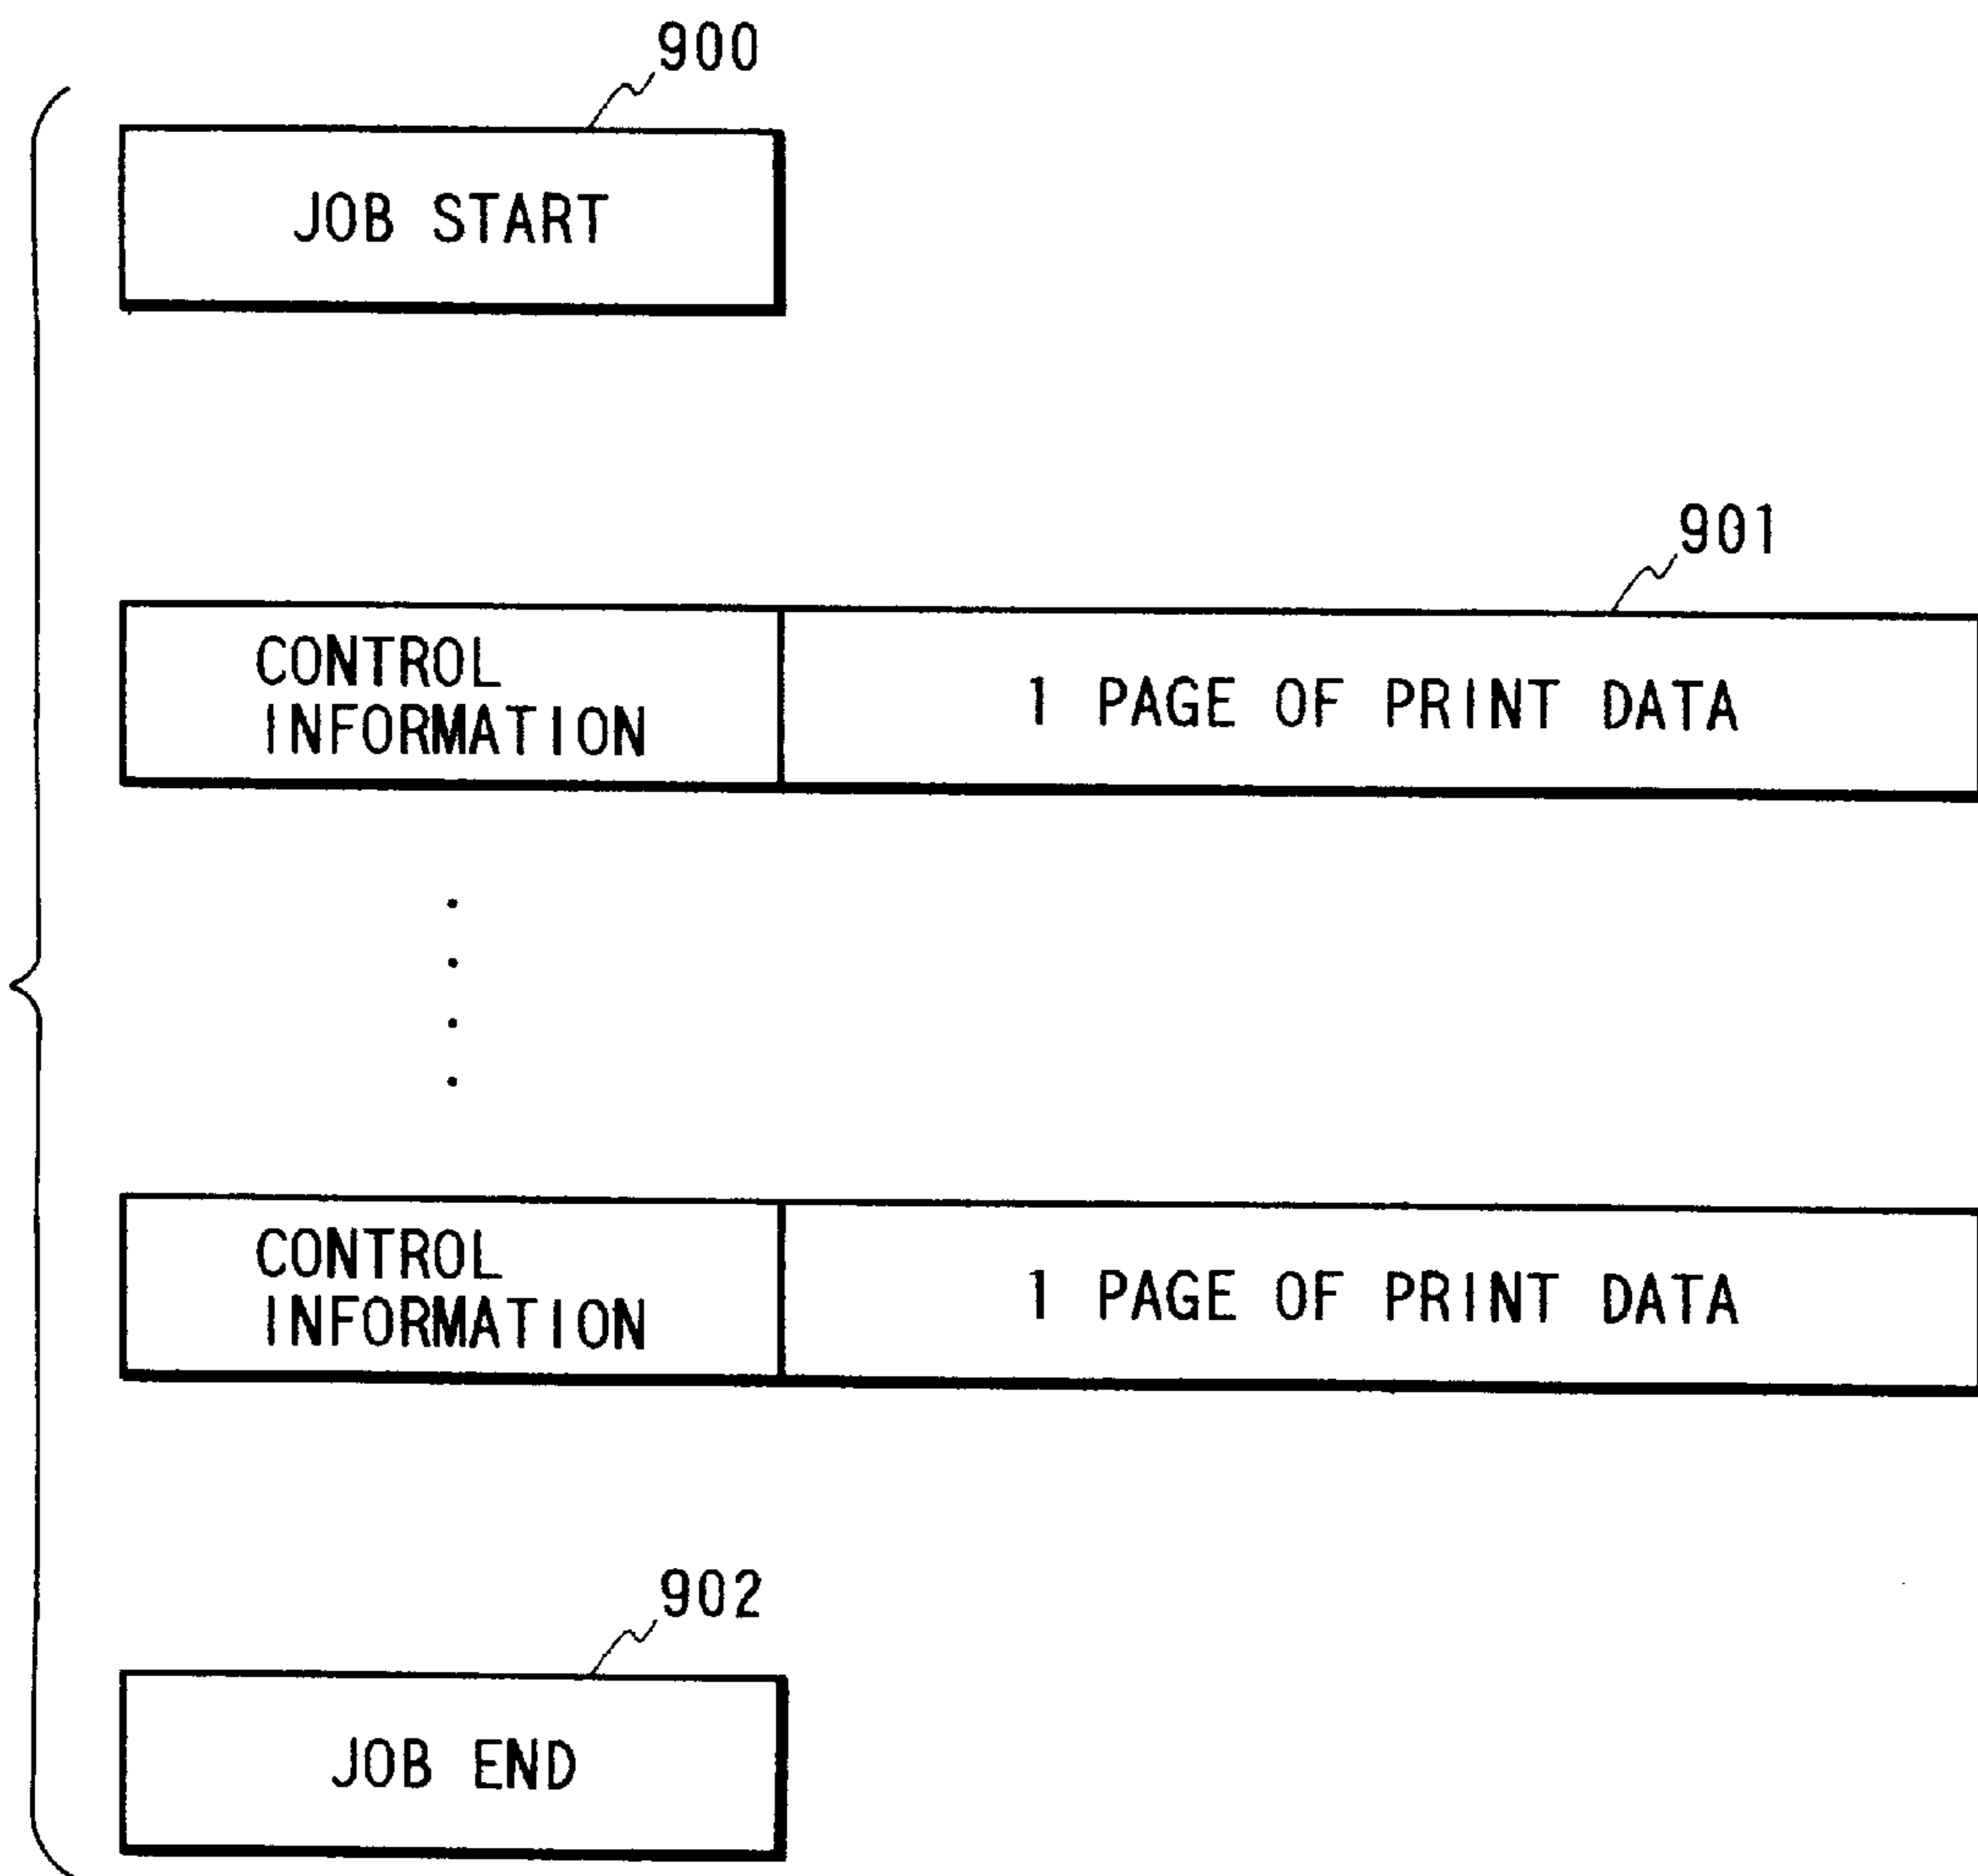 900
JOB START
901
CONTROL
INFORMATION
1 PAGE OF PRINT DATA
CONTROL
INFORMATION
1 PAGE OF PRINT DATA
902
JOB END